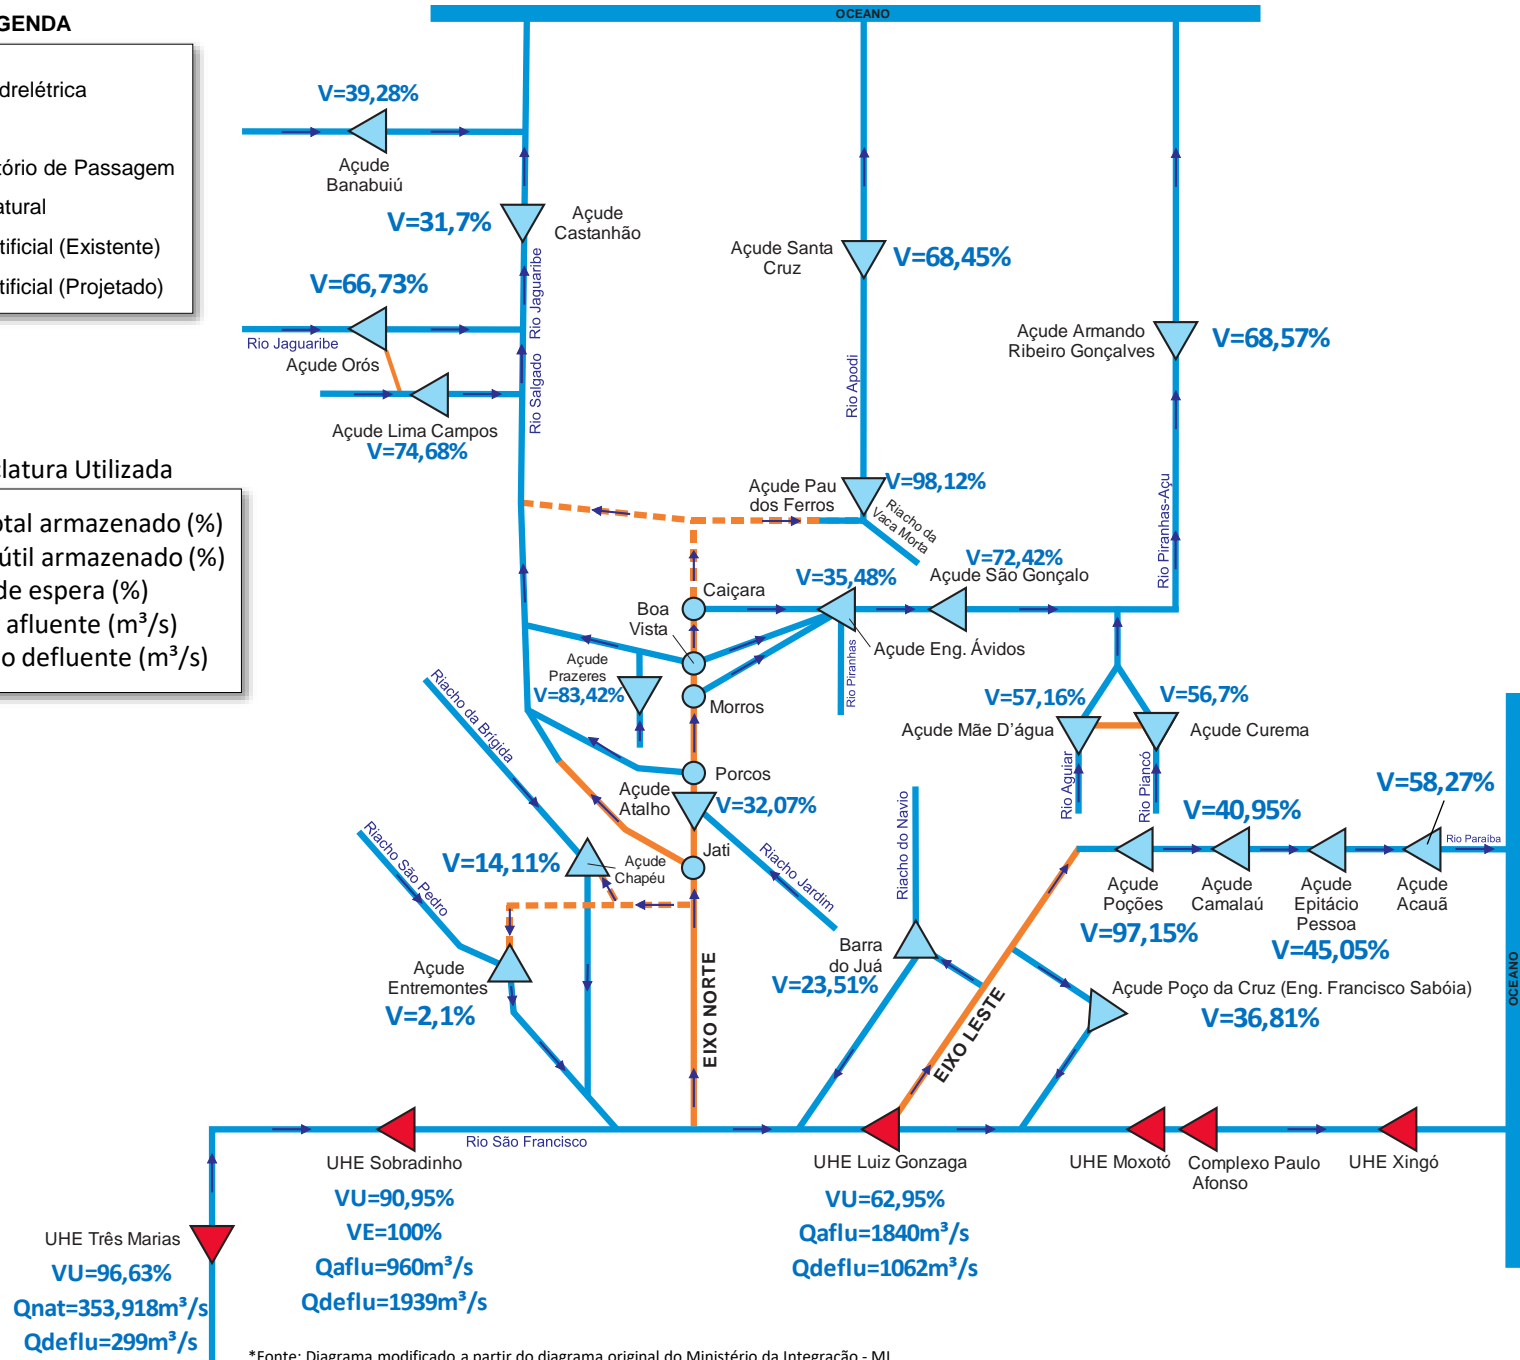 OCEANO
GENDA
drelétrica
tório de Passagem
atural
tificial (Existente)
tificial (Projetado)
V=39,28%
Açude
Banabuiú
V=31,7%
Açude
Castanhão
Rio Jaguaribe
V=66,73%
Rio Jaguaribe
Açude Orós
Rio Salgado
Açude Lima Campos
V=74,68%
Açude Santa
Cruz
V=68,45%
Rio Apodi
Açude Armando
Ribeiro Gonçalves
V=68,57%
Rio Piranhas-Açu
clatura Utilizada
otal armazenado (%)
útil armazenado (%)
de espera (%)
afluente (m³/s)
o defluente (m³/s)
Açude Pau
dos Ferros
V=98,12%
Riacho da
Vaca Morta
V=72,42%
Açude São Gonçalo
V=35,48%
Caiçara
Boa
Vista
Açude Eng. Ávidos
Rio Piranhas
Açude
Prazeres
V=83,42%
Morros
Riacho da Brígida
Porcos
Açude
Atalho
V=32,07%
V=57,16%
V=56,7%
Açude Mãe D'água
Açude Curema
Rio Aguiar
Rio Piancó
V=58,27%
V=40,95%
Rio Paraíba
Riacho São Pedro
V=14,11%
Açude
Chapéu
Jati
Riacho Jardim
Riacho do Navio
Açude
Poções
V=97,15%
Açude
Camalaú
Açude
Epitácio
Pessoa
V=45,05%
Açude
Acauã
OCEANO
Açude
Entremontes
V=2,1%
EIXO NORTE
Barra
do Juá
V=23,51%
EIXO LESTE
Açude Poço da Cruz (Eng. Francisco Sabóia)
V=36,81%
Rio São Francisco
UHE Sobradinho
VU=90,95%
VE=100%
Qaflu=960m³/s
Qdeflu=1939m³/s
UHE Luiz Gonzaga
VU=62,95%
Qaflu=1840m³/s
Qdeflu=1062m³/s
UHE Moxotó
Complexo Paulo
Afonso
UHE Xingó
UHE Três Marias
VU=96,63%
Qnat=353,918m³/s
Qdeflu=299m³/s
*Fonte: Diagrama modificado a partir do diagrama original do Ministério da Integração - MI